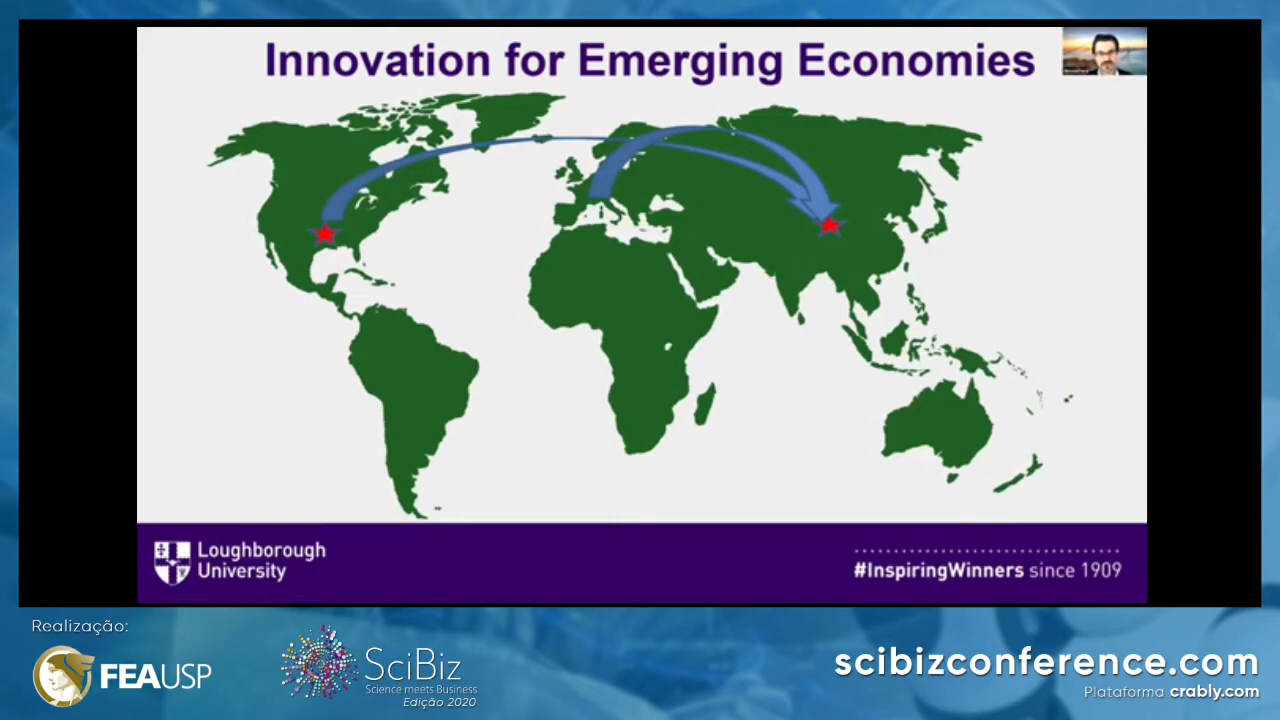 Innovation for Emerging Economies
Loughborough
University
#InspiringWinners since 1909
Realização:
FEAUSP
SciBiz
Science meets Business
Edição 2020
scibizconference.com
Plataforma crably.com